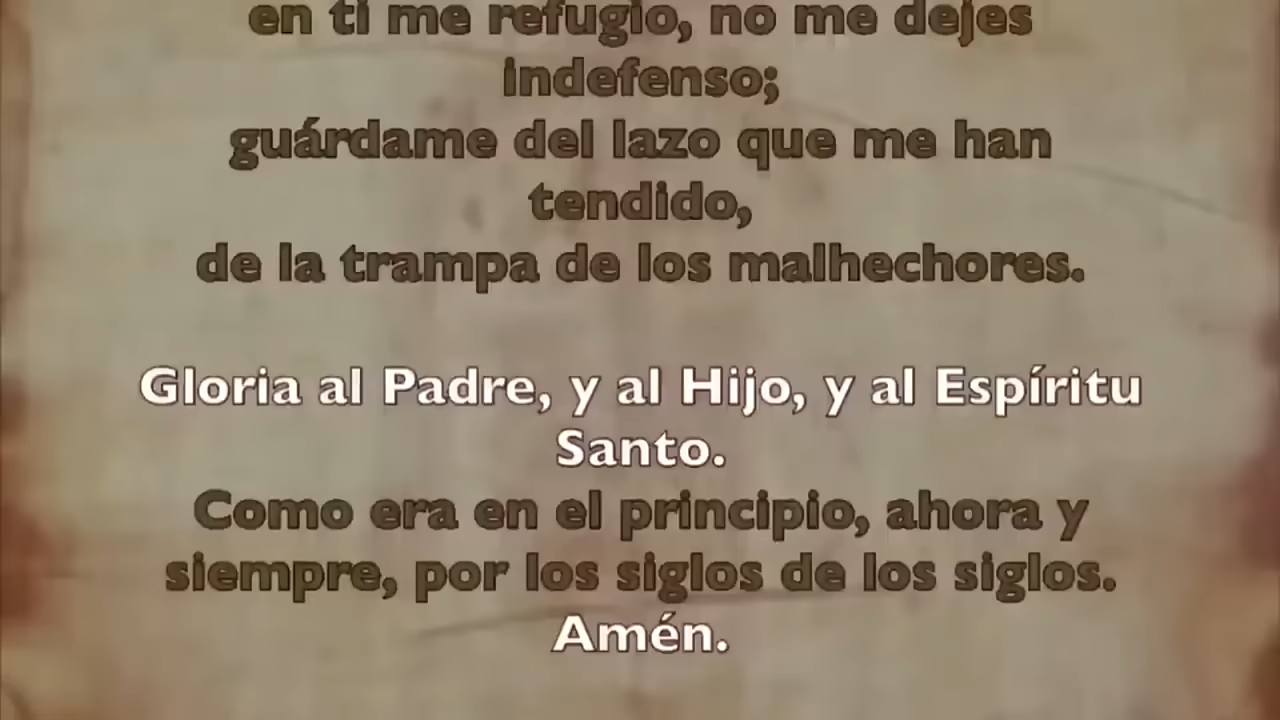 en ti me refugio, no me dejes
indefenso;
guárdame del lazo que me han
tendido,
de la trampa de los malhechores.
Gloria al Padre, y al Hijo, y al Espíritu
Santo.
Como era en el principio, ahora y
siempre, por los siglos de los siglos.
Amén.